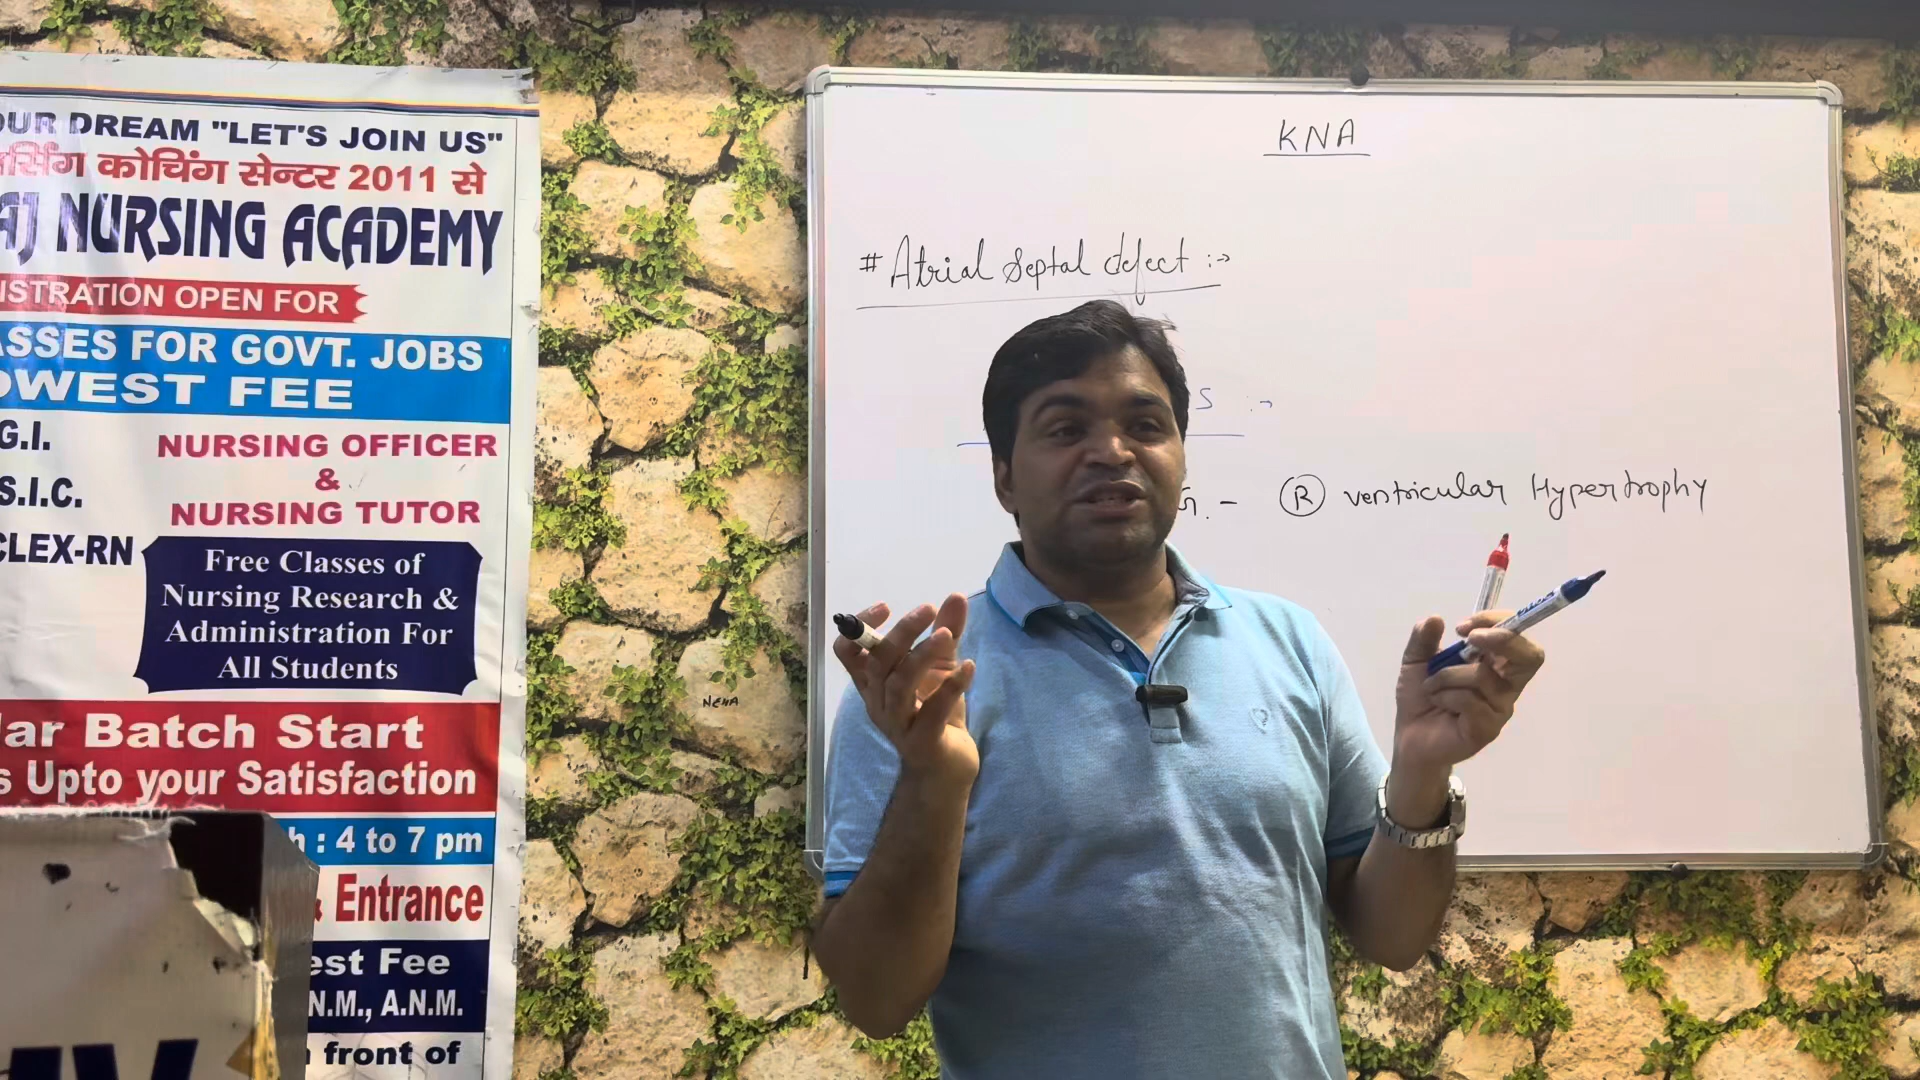 OUR DREAM "LET'S JOIN US"
र्सिंग कोचिंग सेन्टर 2011 से
AJ NURSING ACADEMY
ISTRATION OPEN FOR
ASSES FOR GOVT. JOBS
OWEST FEE
G.I.
NURSING OFFICER
&
S.I.C.
NURSING TUTOR
CLEX-RN
Free Classes of
Nursing Research &
Administration For
All Students
lar Batch Start
s Upto your Satisfaction
h : 4 to 7 pm
& Entrance
est Fee
N.M., A.N.M.
front of
NEHA
KNA
# Atrial Septal defect :→
S :→
G. - Ⓡ ventricular Hypertrophy